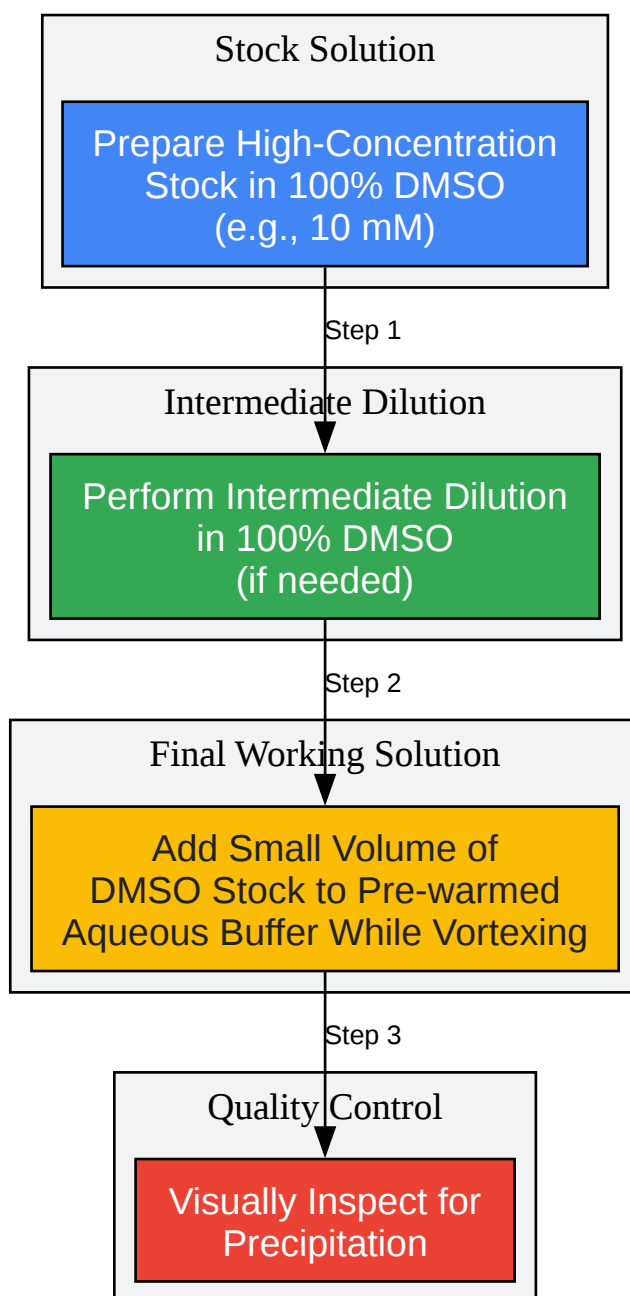 Stock Solution
Prepare High-Concentration
Stock in 100% DMSO
(e.g., 10 mM)
Step 1
Intermediate Dilution
Perform Intermediate Dilution
in 100% DMSO
(if needed)
Step 2
Final Working Solution
Add Small Volume of
DMSO Stock to Pre-warmed
Aqueous Buffer While Vortexing
Step 3
Quality Control
Visually Inspect for
Precipitation